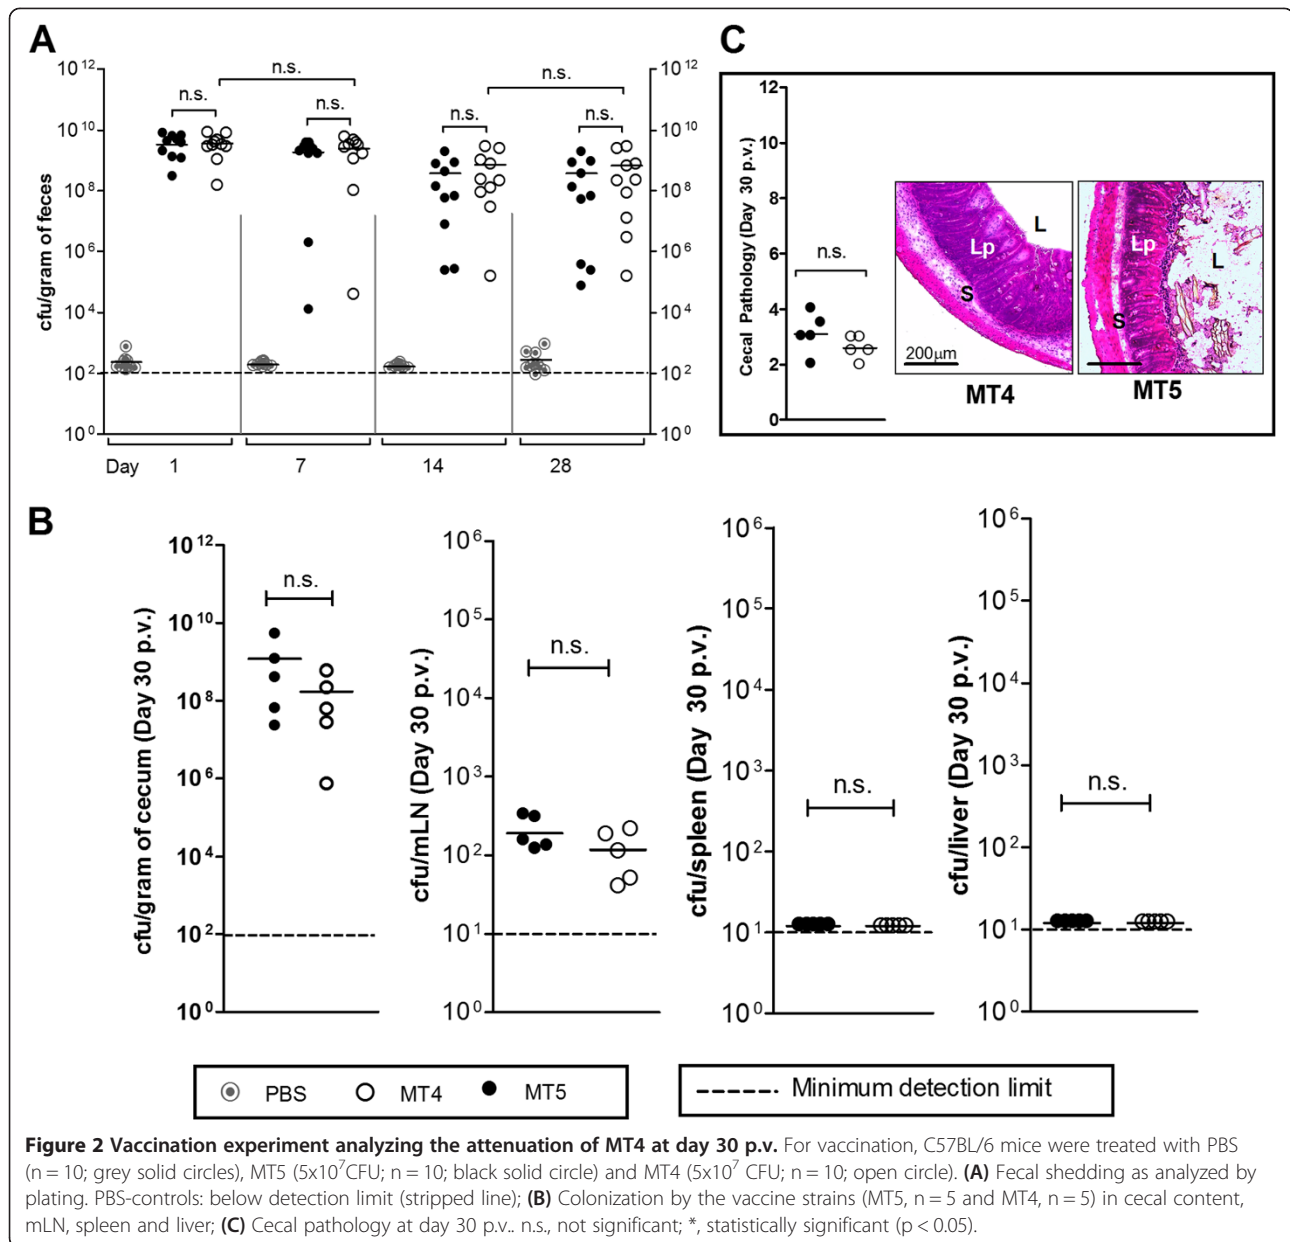 A
C
10^12
10^10
10^8
10^6
10^4
10^2
10^0
cfu/gram of feces
n.s.
n.s.
n.s.
n.s.
n.s.
n.s.
10^12
10^10
10^8
10^6
10^4
10^2
10^0
Day 1 7 14 28
12
10
8
6
4
2
0
Cecal Pathology (Day 30 p.v.)
n.s.
L
Lp
S
200µm
MT4
Lp
L
S
MT5
B
10^12
10^10
10^8
10^6
10^4
10^2
10^0
cfu/gram of cecum (Day 30 p.v.)
n.s.
10^6
10^5
10^4
10^3
10^2
10^1
10^0
cfu/mLN (Day 30 p.v.)
n.s.
10^6
10^5
10^4
10^3
10^2
10^1
10^0
cfu/spleen (Day 30 p.v.)
n.s.
10^6
10^5
10^4
10^3
10^2
10^1
10^0
cfu/liver (Day 30 p.v.)
n.s.
PBS MT4 MT5
Minimum detection limit
Figure 2 Vaccination experiment analyzing the attenuation of MT4 at day 30 p.v. For vaccination, C57BL/6 mice were treated with PBS
(n = 10; grey solid circles), MT5 (5x10^7CFU; n = 10; black solid circle) and MT4 (5x10^7 CFU; n = 10; open circle). (A) Fecal shedding as analyzed by
plating. PBS-controls: below detection limit (stripped line); (B) Colonization by the vaccine strains (MT5, n = 5 and MT4, n = 5) in cecal content,
mLN, spleen and liver; (C) Cecal pathology at day 30 p.v.. n.s., not significant; *, statistically significant (p < 0.05).